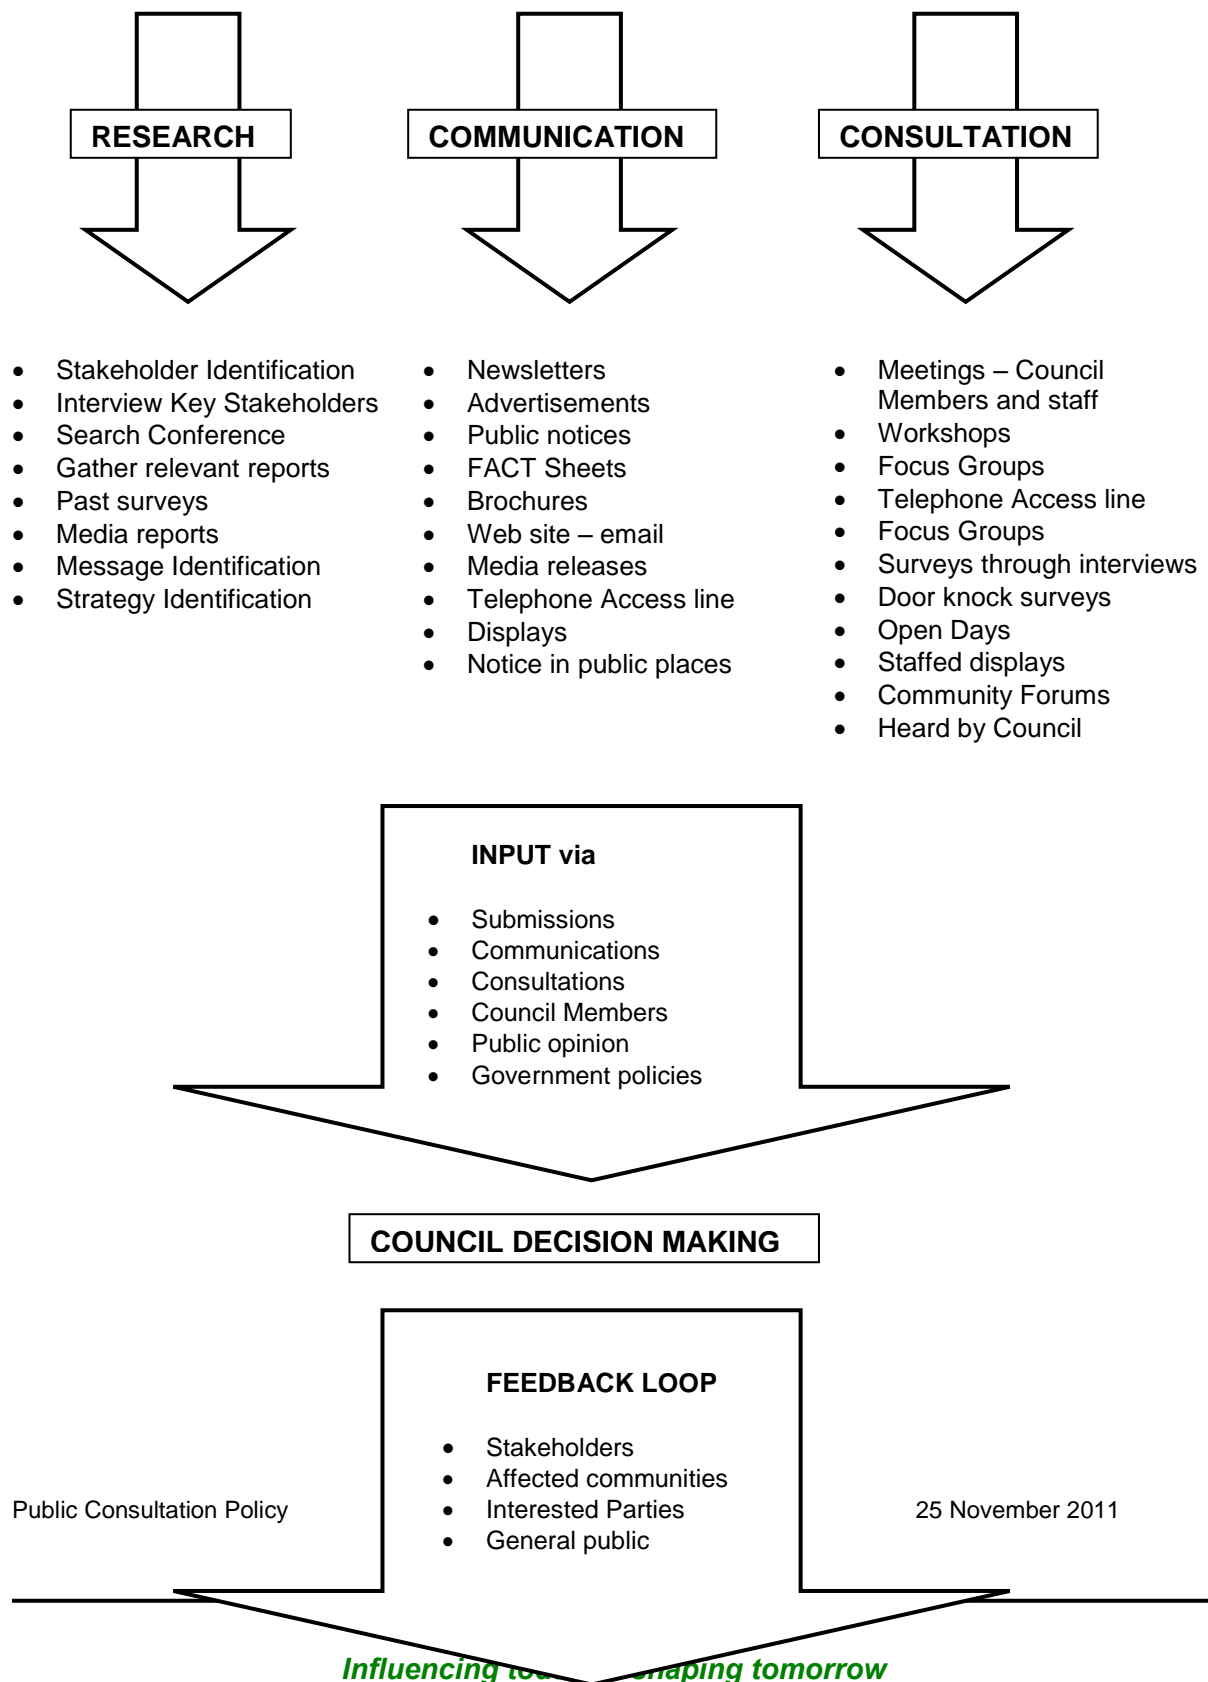 RESEARCH
COMMUNICATION
CONSULTATION
• Stakeholder Identification
• Interview Key Stakeholders
• Search Conference
• Gather relevant reports
• Past surveys
• Media reports
• Message Identification
• Strategy Identification
• Newsletters
• Advertisements
• Public notices
• FACT Sheets
• Brochures
• Web site – email
• Media releases
• Telephone Access line
• Displays
• Notice in public places
• Meetings – Council
Members and staff
• Workshops
• Focus Groups
• Telephone Access line
• Focus Groups
• Surveys through interviews
• Door knock surveys
• Open Days
• Staffed displays
• Community Forums
• Heard by Council
INPUT via
• Submissions
• Communications
• Consultations
• Council Members
• Public opinion
• Government policies
COUNCIL DECISION MAKING
FEEDBACK LOOP
• Stakeholders
• Affected communities
• Interested Parties
• General public
Public Consultation Policy
25 November 2011
Influencing tomorrow